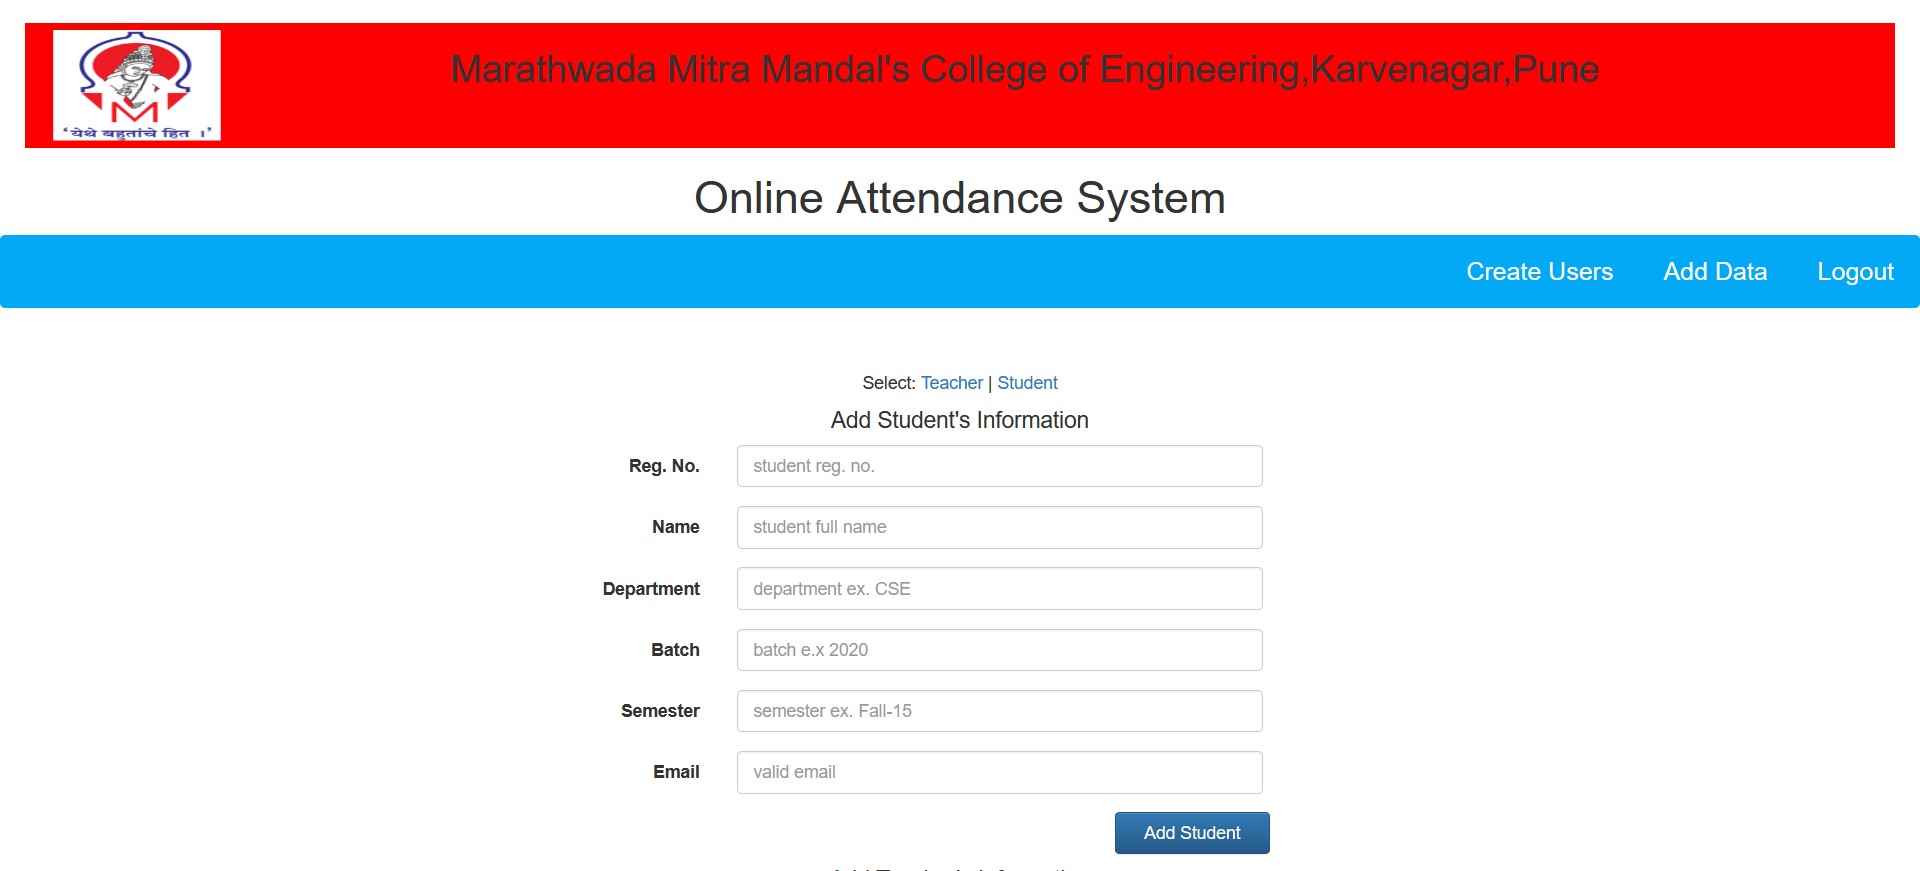 Marathwada Mitra Mandal's College of Engineering,Karvenagar,Pune
‘येथे बहुतांचे हित ।’
Online Attendance System
Create Users Add Data Logout
Select: Teacher | Student
Add Student's Information
Reg. No. student reg. no.
Name student full name
Department department ex. CSE
Batch batch e.x 2020
Semester semester ex. Fall-15
Email valid email
Add Student